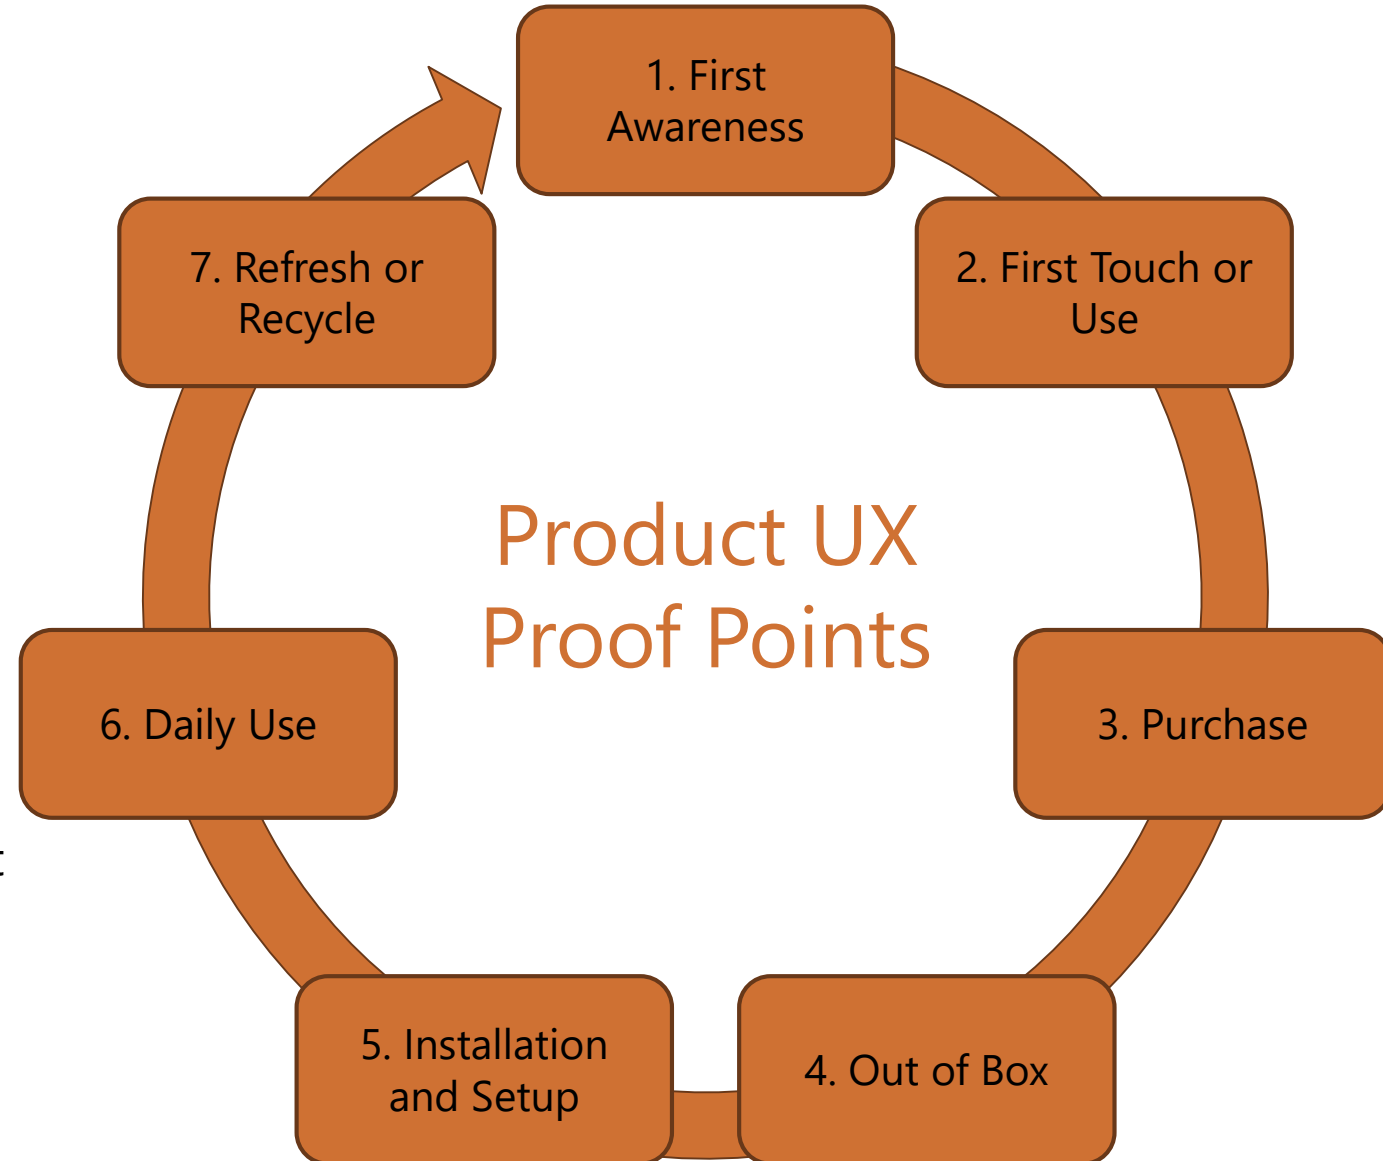 1. First
Awareness
2. First Touch or
Use
3. Purchase
4. Out of Box
5. Installation
and Setup
6. Daily Use
7. Refresh or
Recycle
Product UX
Proof Points